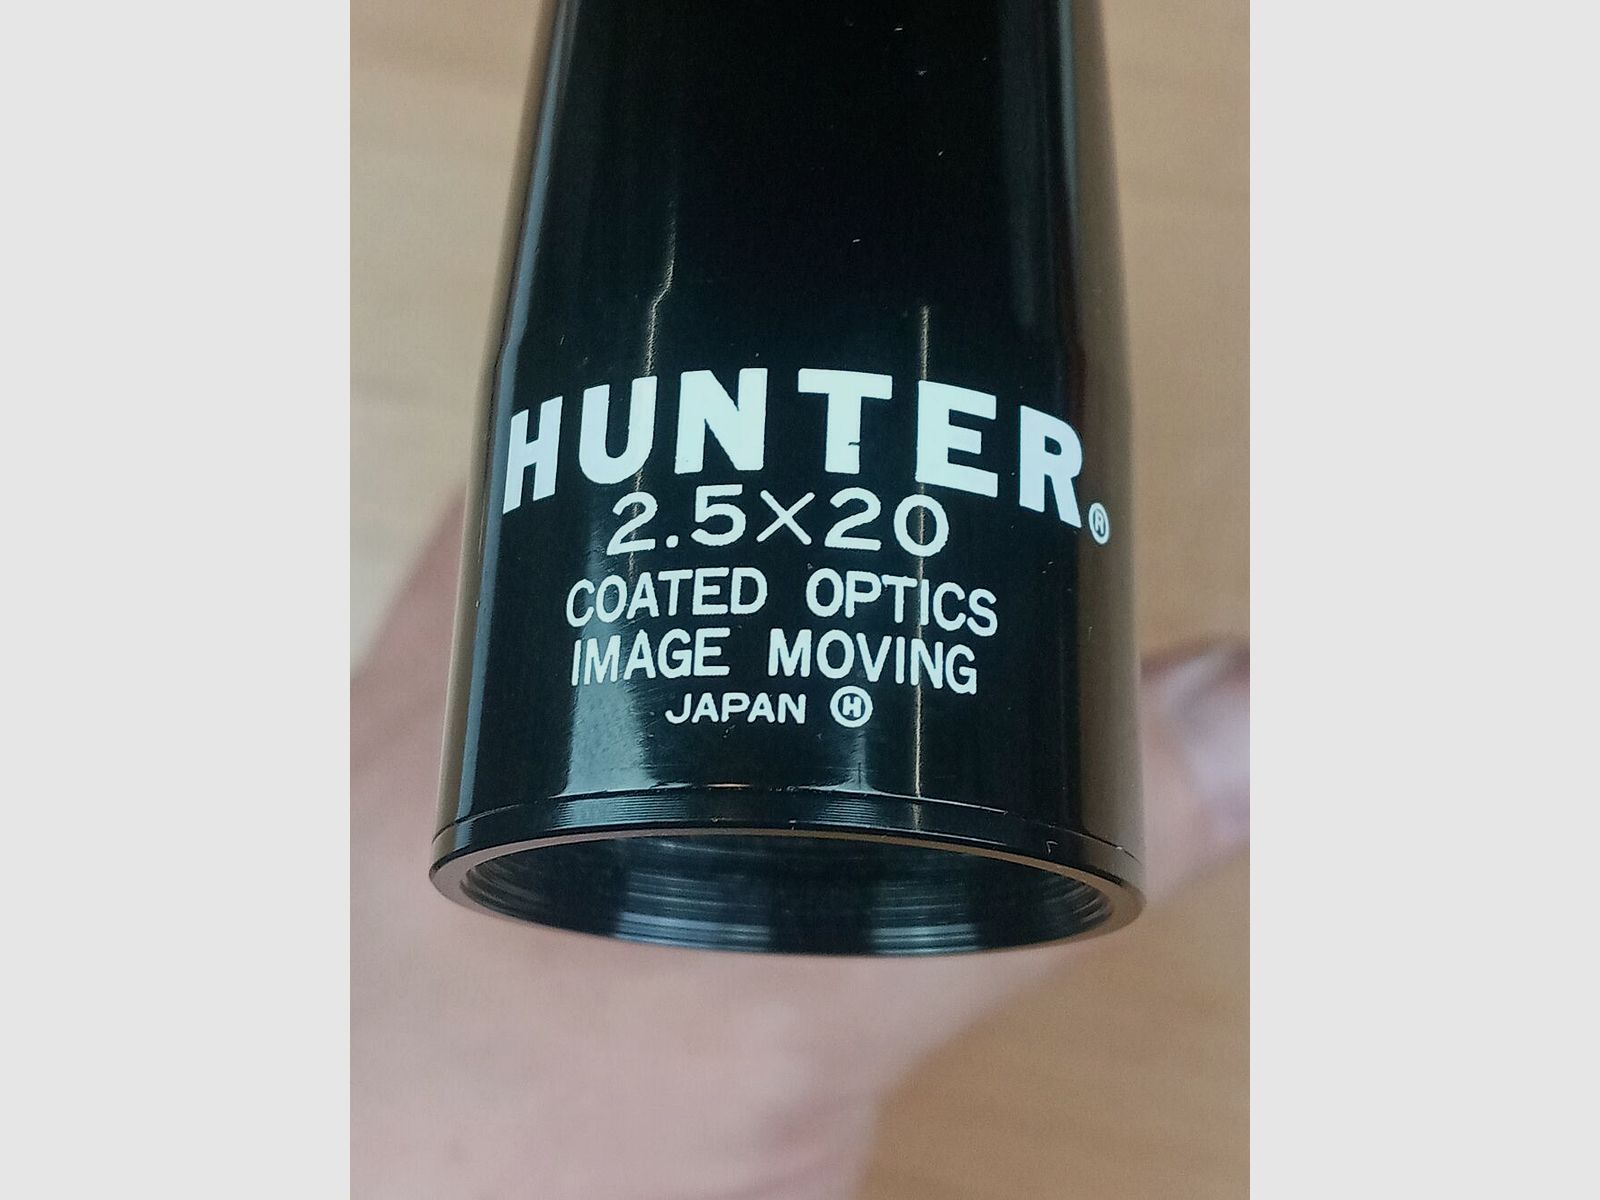 HUNTER®
2.5×20
COATED OPTICS
IMAGE MOVING
JAPAN Ⓗ